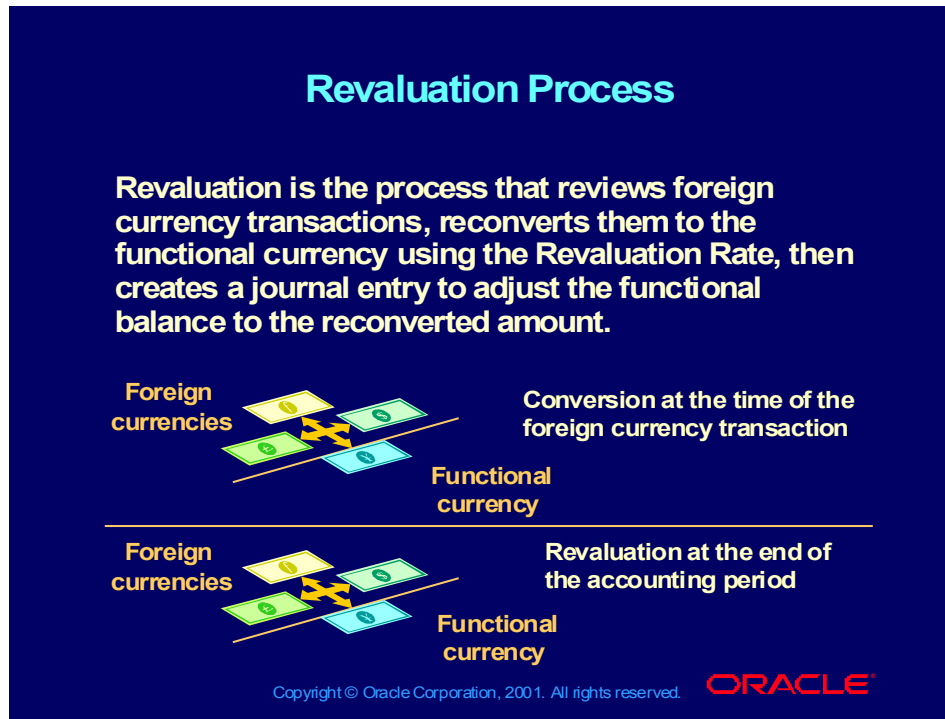 Revaluation Process
Revaluation is the process that reviews foreign
currency transactions, reconverts them to the
functional currency using the Revaluation Rate, then
creates a journal entry to adjust the functional
balance to the reconverted amount.
Foreign
currencies
Conversion at the time of the
foreign currency transaction
Functional
currency
Foreign
currencies
Revaluation at the end of
the accounting period
Functional
currency
Copyright © Oracle Corporation, 2001. All rights reserved.
ORACLE